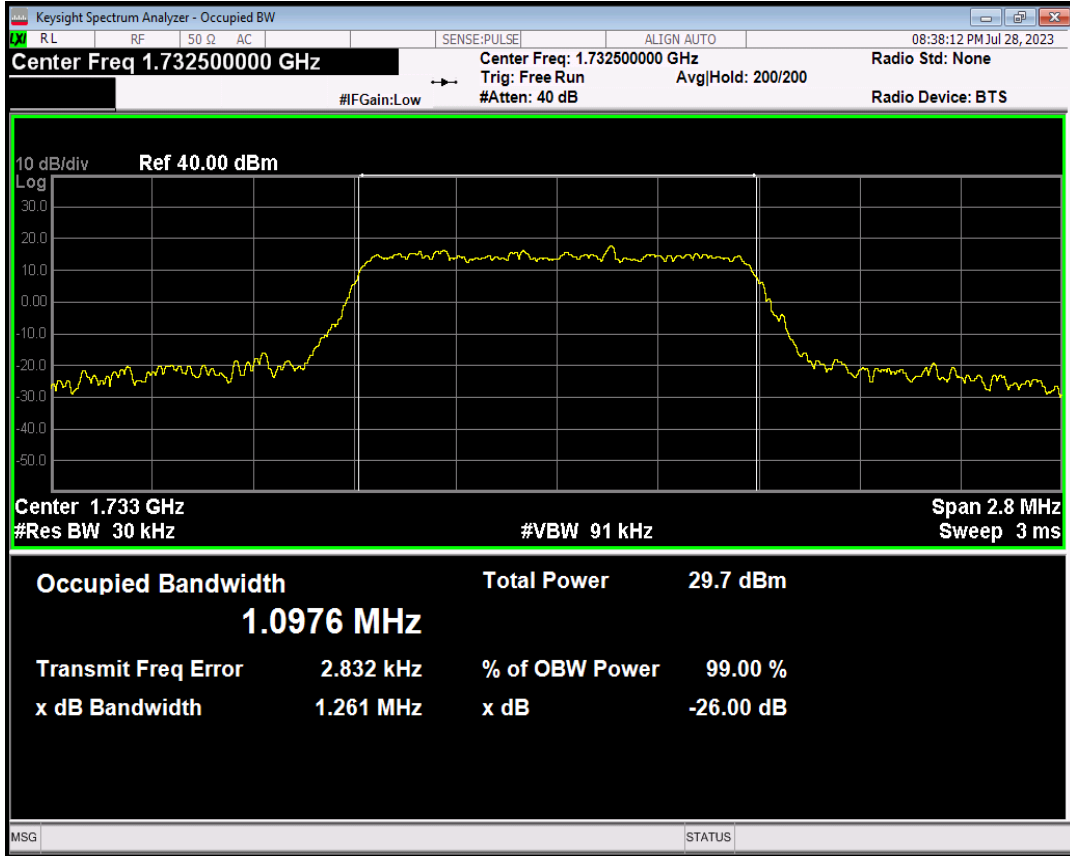 Keysight Spectrum Analyzer - Occupied BW
LXI RL RF 50 Ω AC SENSE:PULSE ALIGN AUTO 08:38:12 PM Jul 28, 2023
Center Freq 1.732500000 GHz
Center Freq: 1.732500000 GHz Radio Std: None
Trig: Free Run Avg|Hold: 200/200
#IFGain:Low #Atten: 40 dB Radio Device: BTS
10 dB/div Ref 40.00 dBm
Log
30.0
20.0
10.0
0.00
-10.0
-20.0
-30.0
-40.0
-50.0
Center 1.733 GHz Span 2.8 MHz
#Res BW 30 kHz #VBW 91 kHz Sweep 3 ms
Occupied Bandwidth Total Power 29.7 dBm
1.0976 MHz
Transmit Freq Error 2.832 kHz % of OBW Power 99.00 %
x dB Bandwidth 1.261 MHz x dB -26.00 dB
MSG STATUS